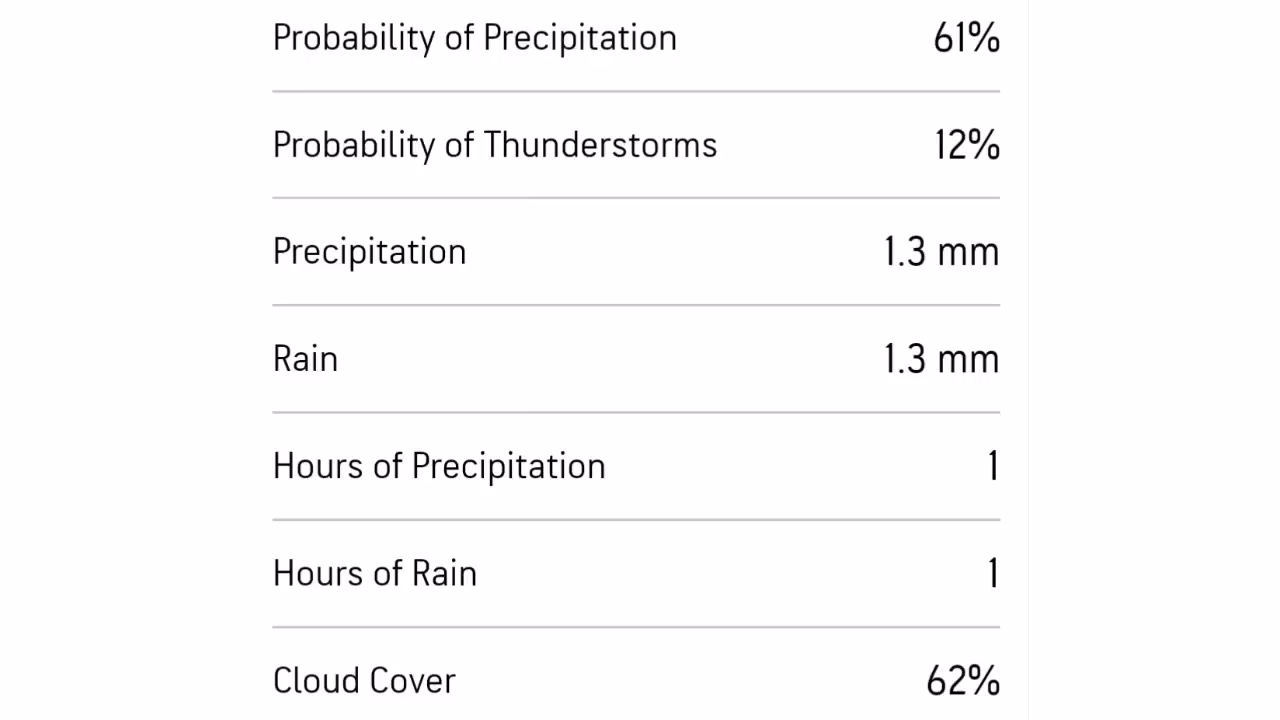 Probability of Precipitation 61%
Probability of Thunderstorms 12%
Precipitation 1.3 mm
Rain 1.3 mm
Hours of Precipitation 1
Hours of Rain 1
Cloud Cover 62%